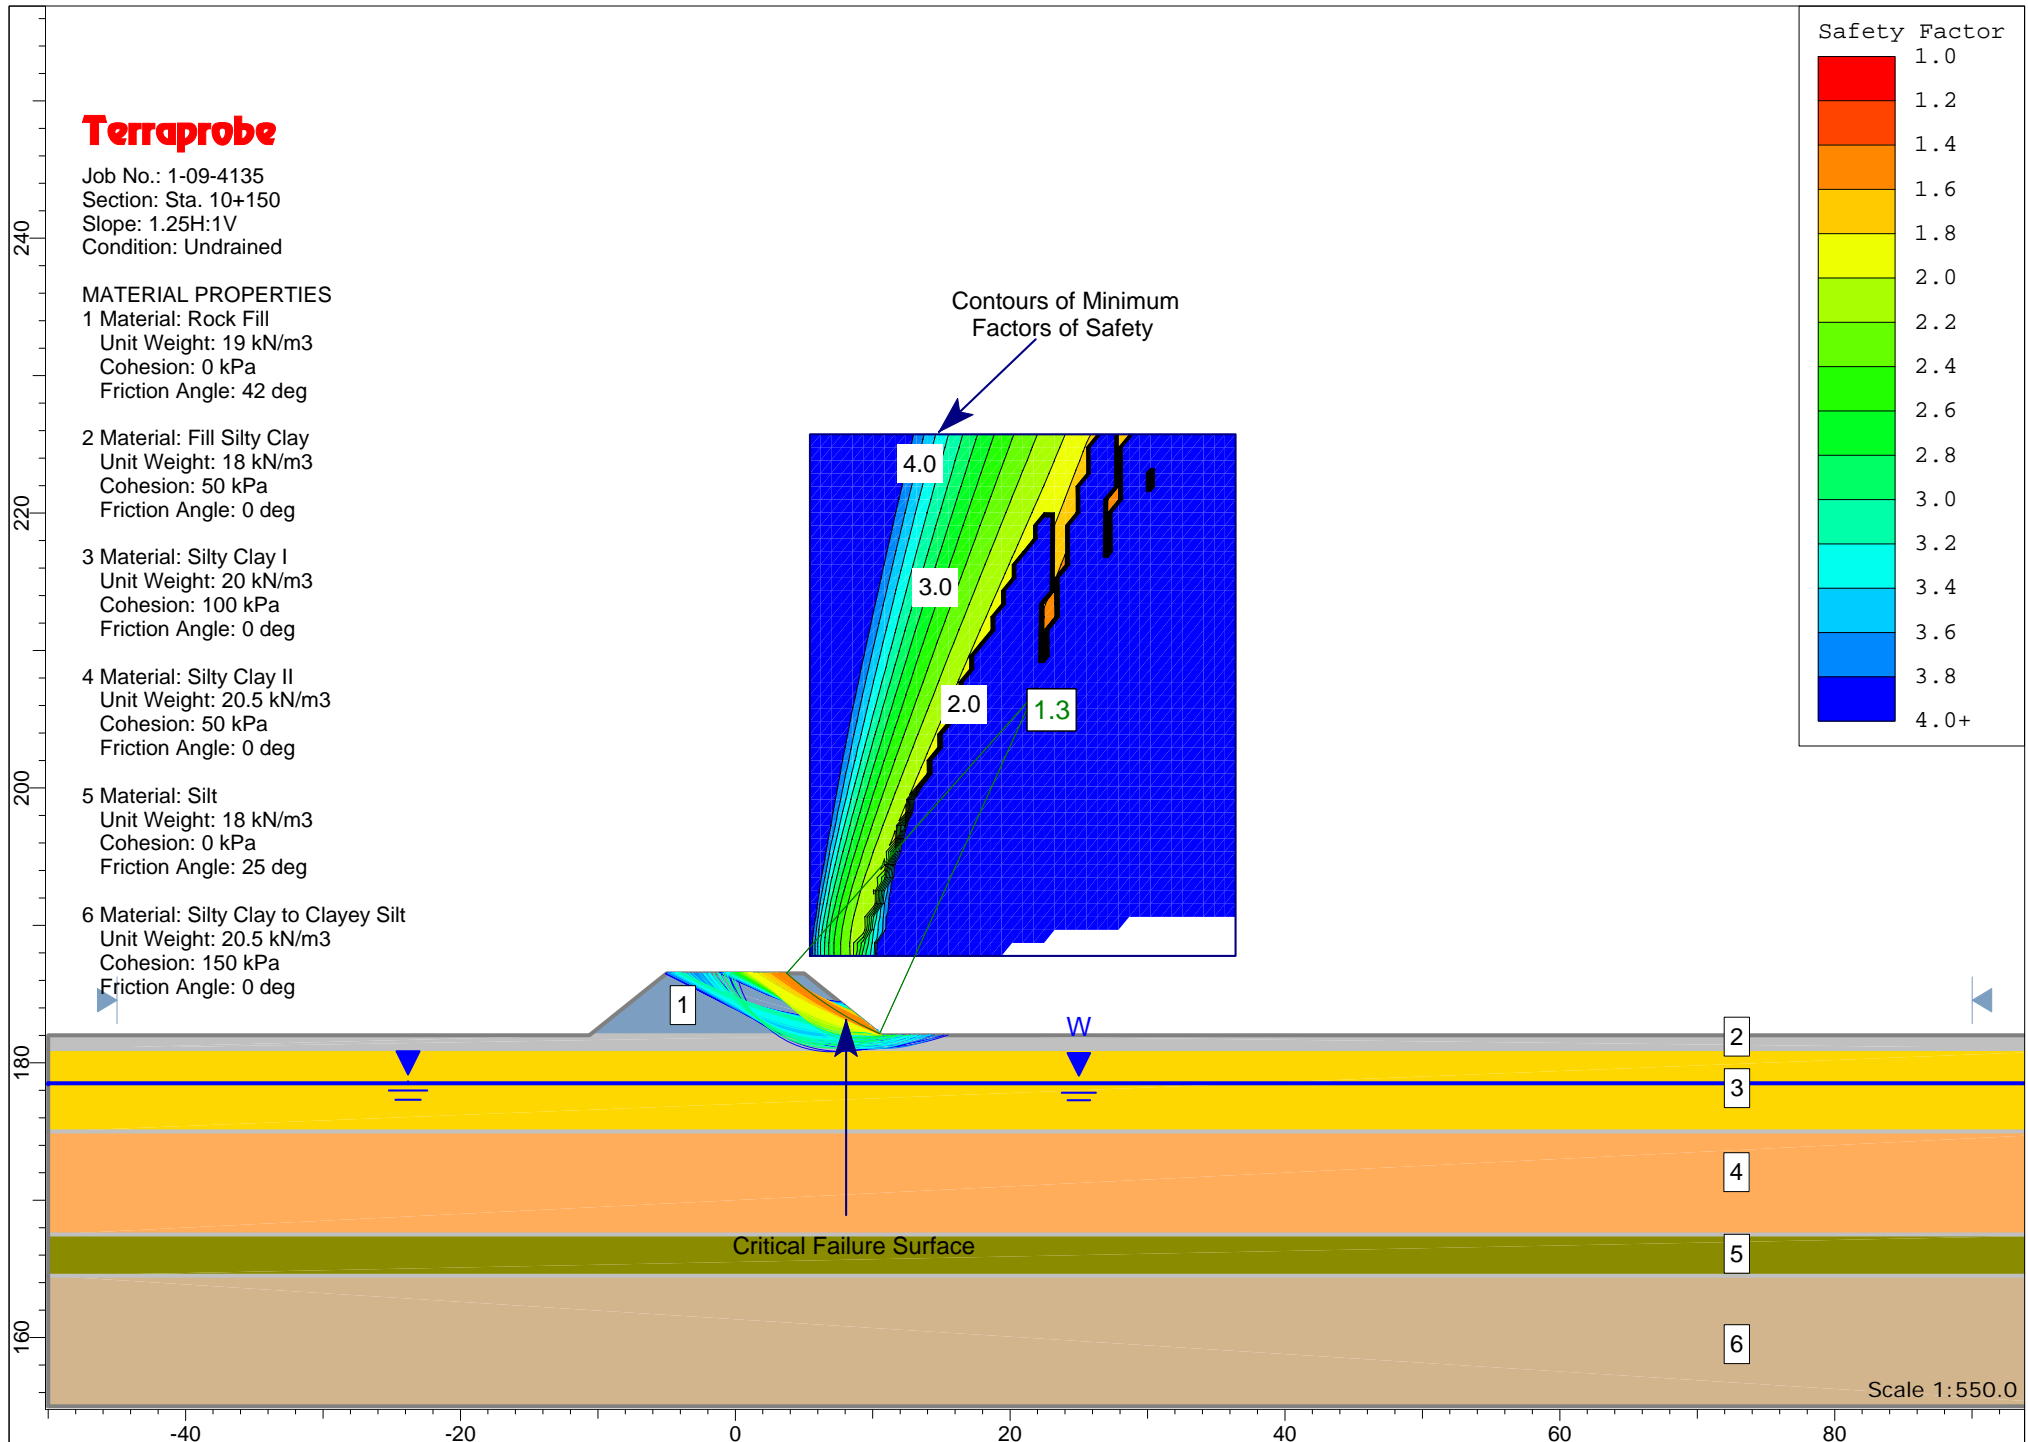 Terraprobe
Job No.: 1-09-4135
Section: Sta. 10+150
Slope: 1.25H:1V
Condition: Undrained
MATERIAL PROPERTIES
1 Material: Rock Fill
Unit Weight: 19 kN/m3
Cohesion: 0 kPa
Friction Angle: 42 deg
2 Material: Fill Silty Clay
Unit Weight: 18 kN/m3
Cohesion: 50 kPa
Friction Angle: 0 deg
3 Material: Silty Clay I
Unit Weight: 20 kN/m3
Cohesion: 100 kPa
Friction Angle: 0 deg
4 Material: Silty Clay II
Unit Weight: 20.5 kN/m3
Cohesion: 50 kPa
Friction Angle: 0 deg
5 Material: Silt
Unit Weight: 18 kN/m3
Cohesion: 0 kPa
Friction Angle: 25 deg
6 Material: Silty Clay to Clayey Silt
Unit Weight: 20.5 kN/m3
Cohesion: 150 kPa
Friction Angle: 0 deg
Contours of Minimum
Factors of Safety
4.0
3.0
2.0
1.3
Safety Factor
1.0
1.2
1.4
1.6
1.8
2.0
2.2
2.4
2.6
2.8
3.0
3.2
3.4
3.6
3.8
4.0+
1
W
2
3
4
5
6
Critical Failure Surface
Scale 1:550.0
240
220
200
180
160
-40
-20
0
20
40
60
80